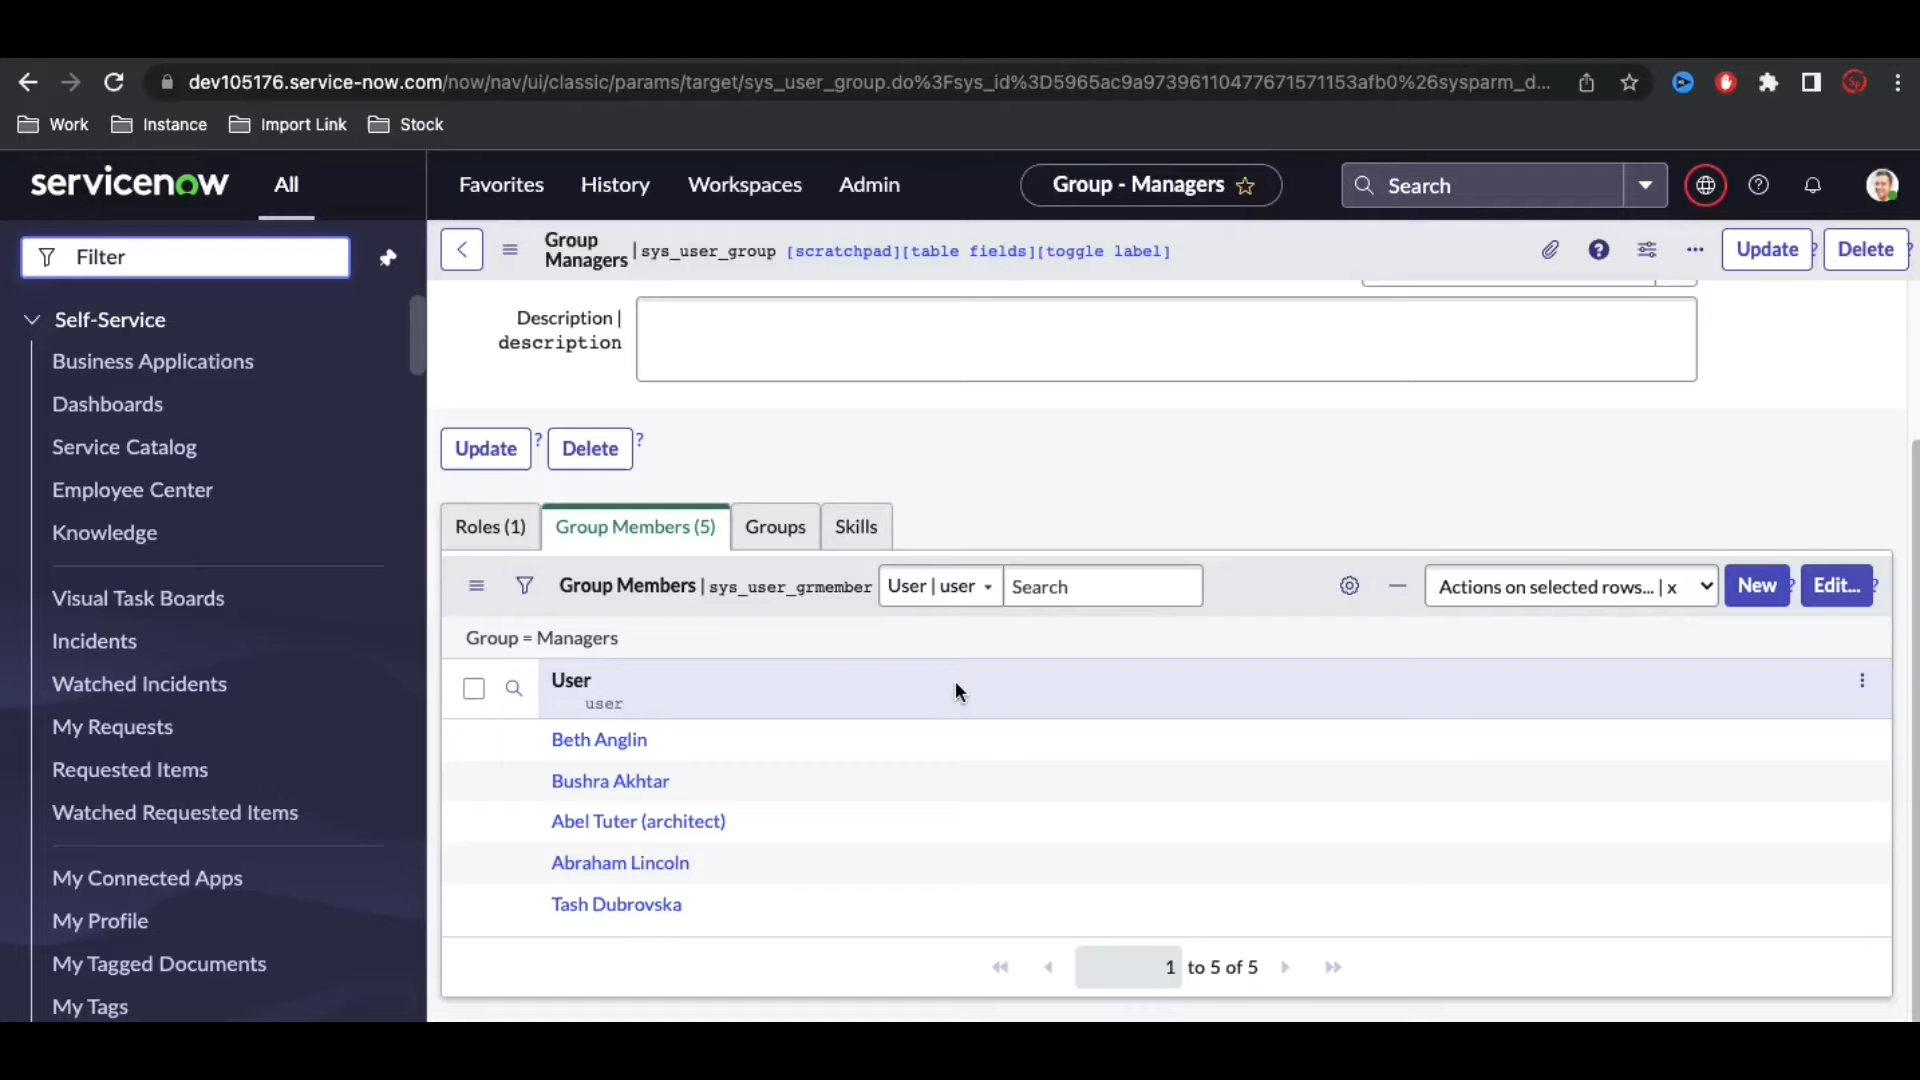 dev105176.service-now.com/now/nav/ui/classic/params/target/sys_user_group.do%3Fsys_id%3D5965ac9a97396110477671571153afb0%26sysparm_d...
Work Instance Import Link Stock
servicenow All Favorites History Workspaces Admin Group - Managers Search
Filter
Group
Managers | sys_user_group [scratchpad][table fields][toggle label] Update ? Delete ?
Self-Service
Business Applications
Dashboards
Service Catalog
Employee Center
Knowledge
Visual Task Boards
Incidents
Watched Incidents
My Requests
Requested Items
Watched Requested Items
My Connected Apps
My Profile
My Tagged Documents
My Tags
Description |
description
Update ? Delete ?
Roles (1) Group Members (5) Groups Skills
Group Members | sys_user_grmember User | user Search Actions on selected rows... | x New ? Edit... ?
Group = Managers
User
user
Beth Anglin
Bushra Akhtar
Abel Tuter (architect)
Abraham Lincoln
Tash Dubrovska
1 to 5 of 5